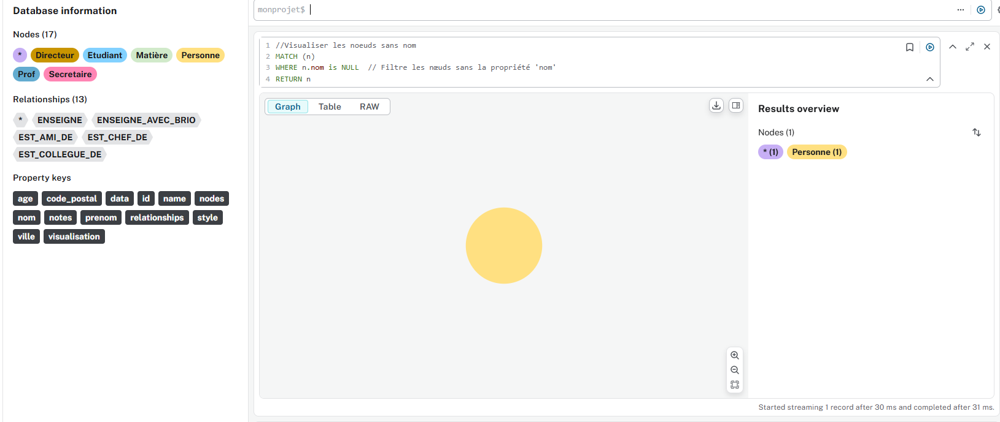 Database information
Nodes (17)
* Directeur Etudiant Matière Personne
Prof Secretaire
Relationships (13)
* ENSEIGNE ENSEIGNE_AVEC_BRIO
EST_AMI_DE EST_CHEF_DE
EST_COLLEGUE_DE
Property keys
age code_postal data id name nodes
nom notes prenom relationships style
ville visualisation
monprojet$
1 //Visualiser les noeuds sans nom
2 MATCH (n)
3 WHERE n.nom is NULL // Filtre les nœuds sans la propriété 'nom'
4 RETURN n
Graph Table RAW
Results overview
Nodes (1)
* (1) Personne (1)
Started streaming 1 record after 30 ms and completed after 31 ms.